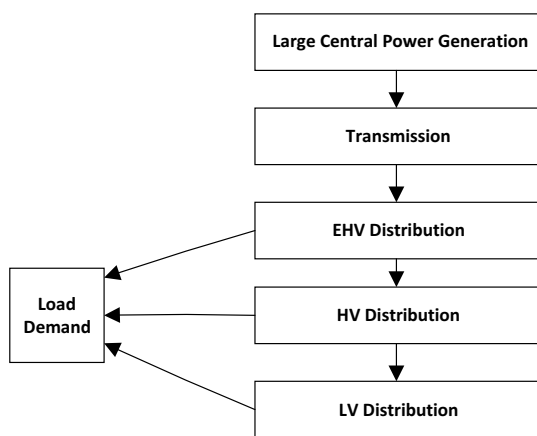 Large Central Power Generation
Transmission
EHV Distribution
Load
Demand
HV Distribution
LV Distribution